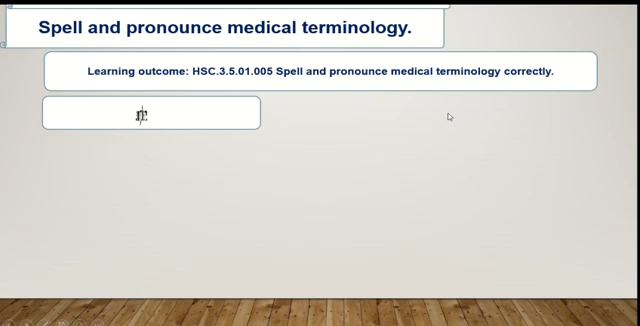 Spell and pronounce medical terminology.
Learning outcome: HSC.3.5.01.005 Spell and pronounce medical terminology correctly.